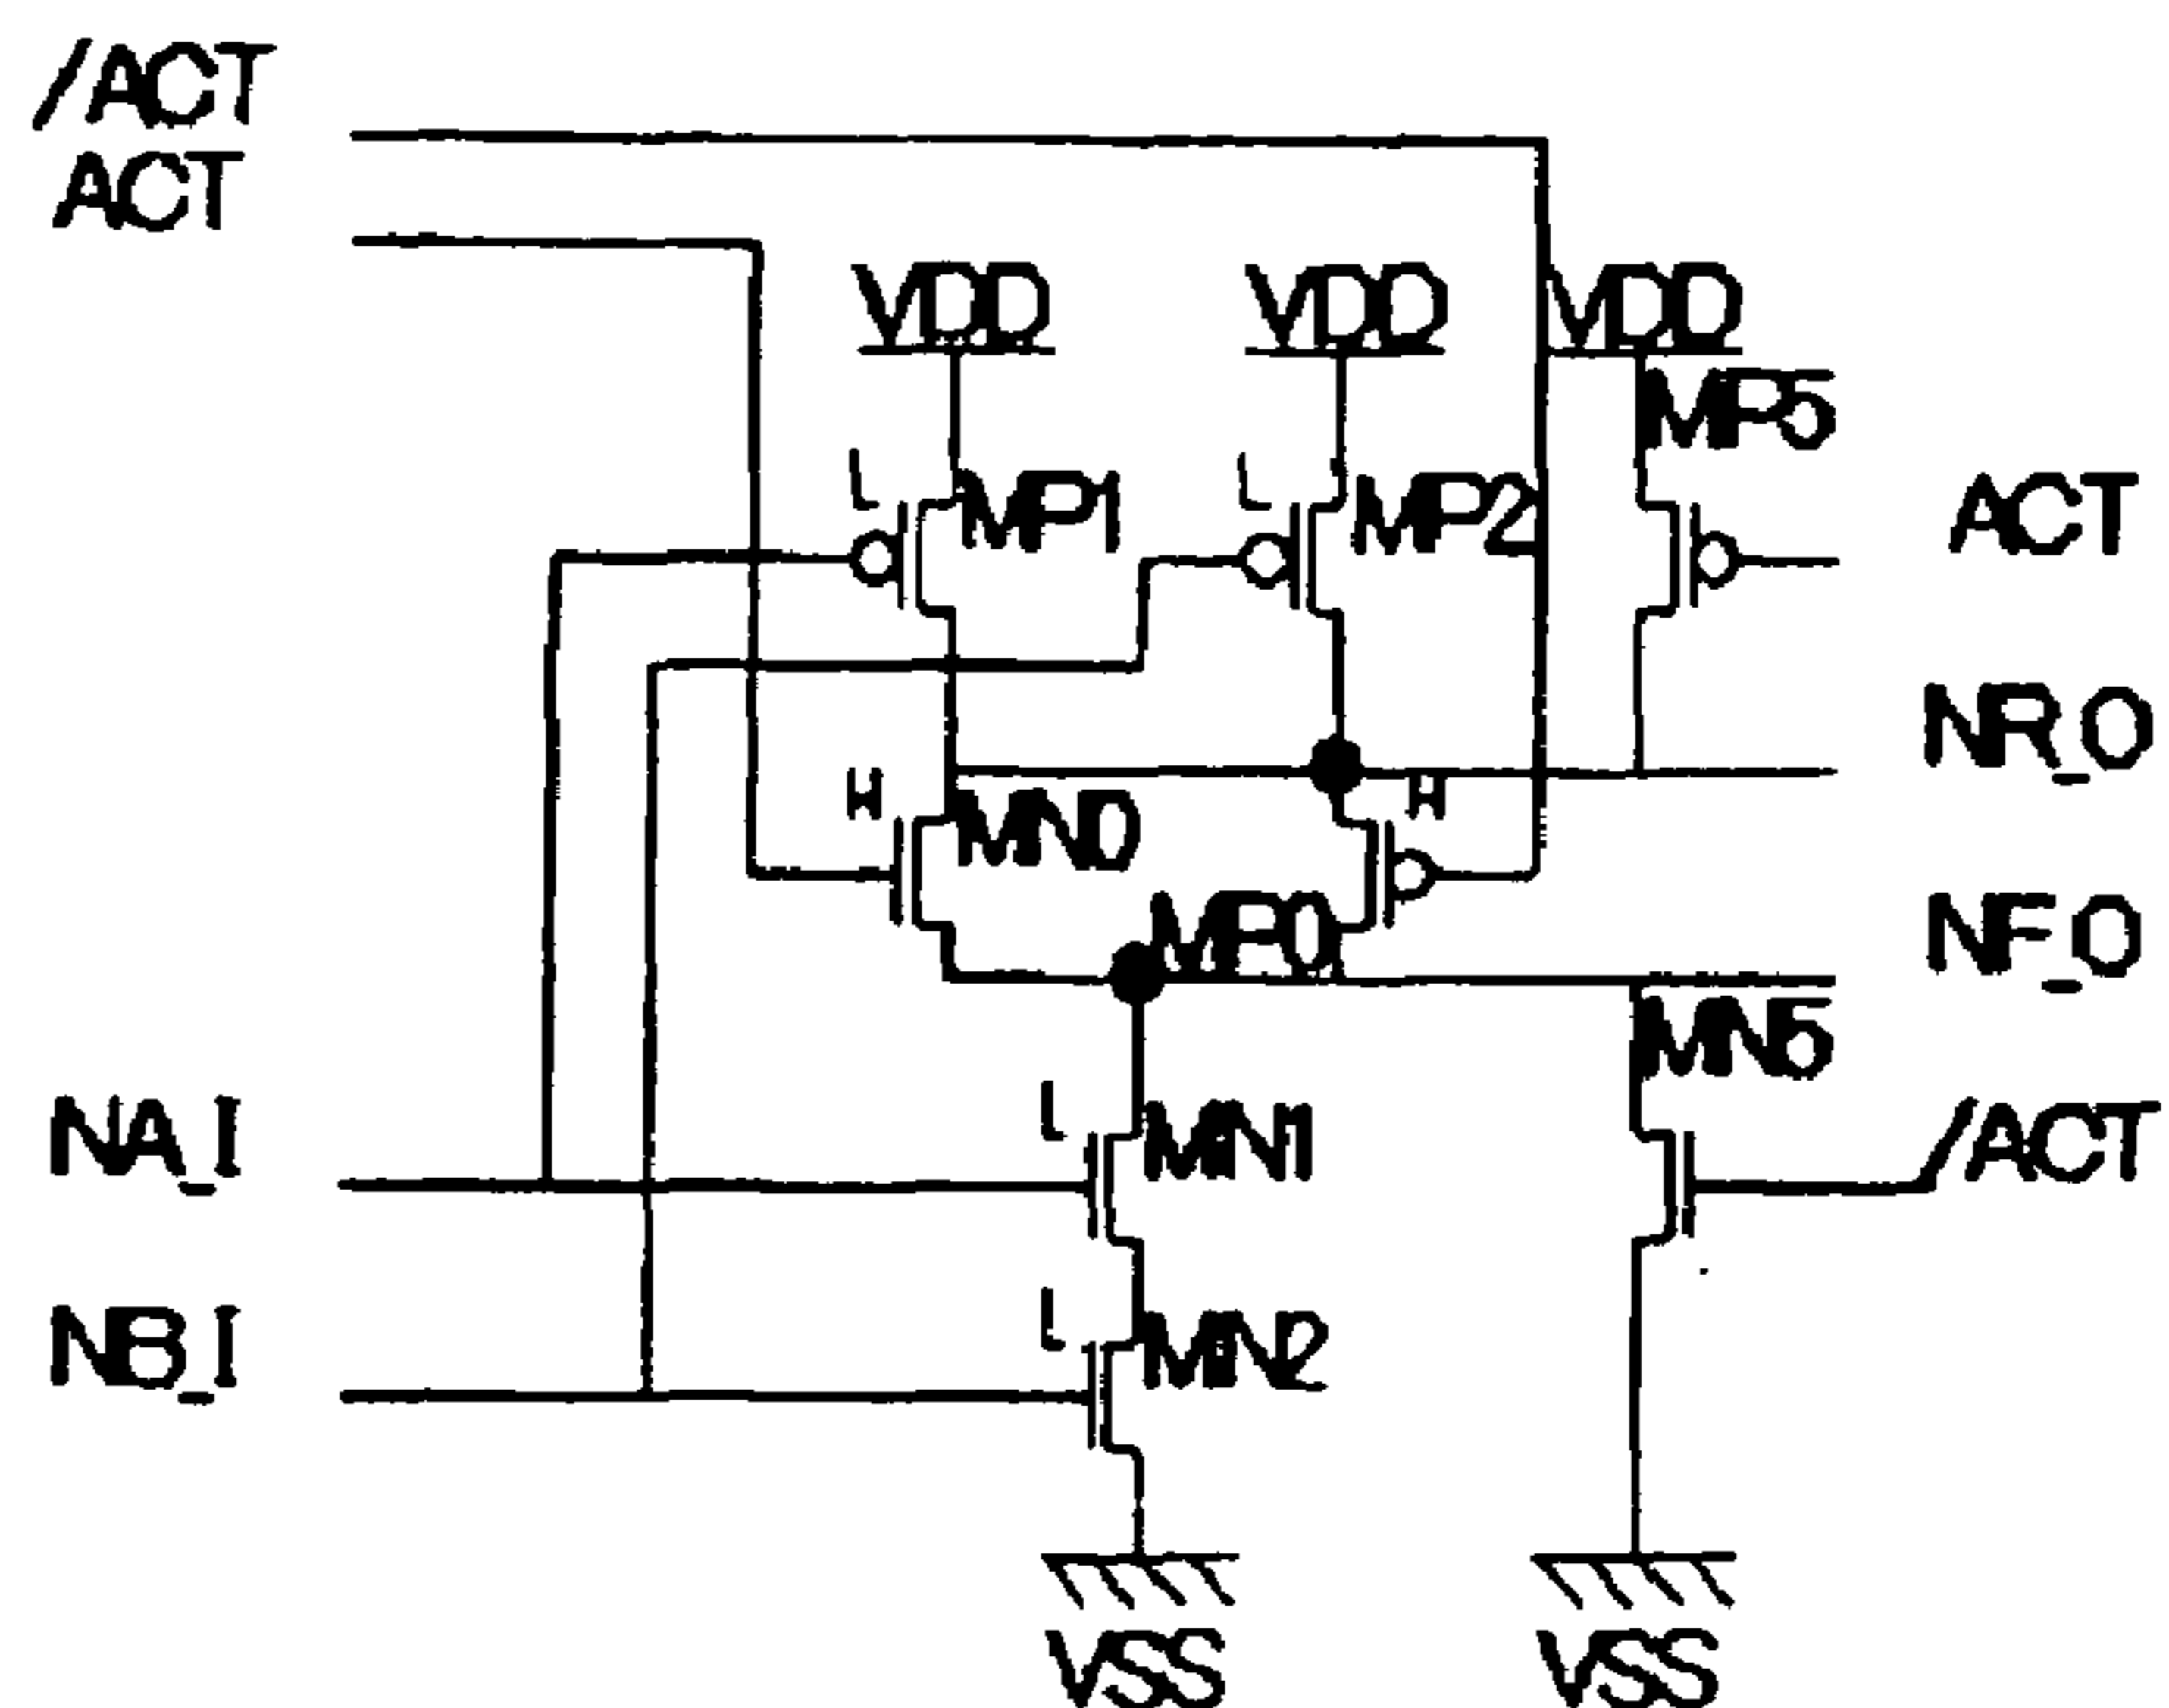 /ACT
ACT
VDD VDD VDD
MP5
L MP1 L MP2 ACT
NR_O
H MN0 H
MP0 NF_O
MN5
NA_I L MN1 /ACT
NB_I L MN2
VSS VSS